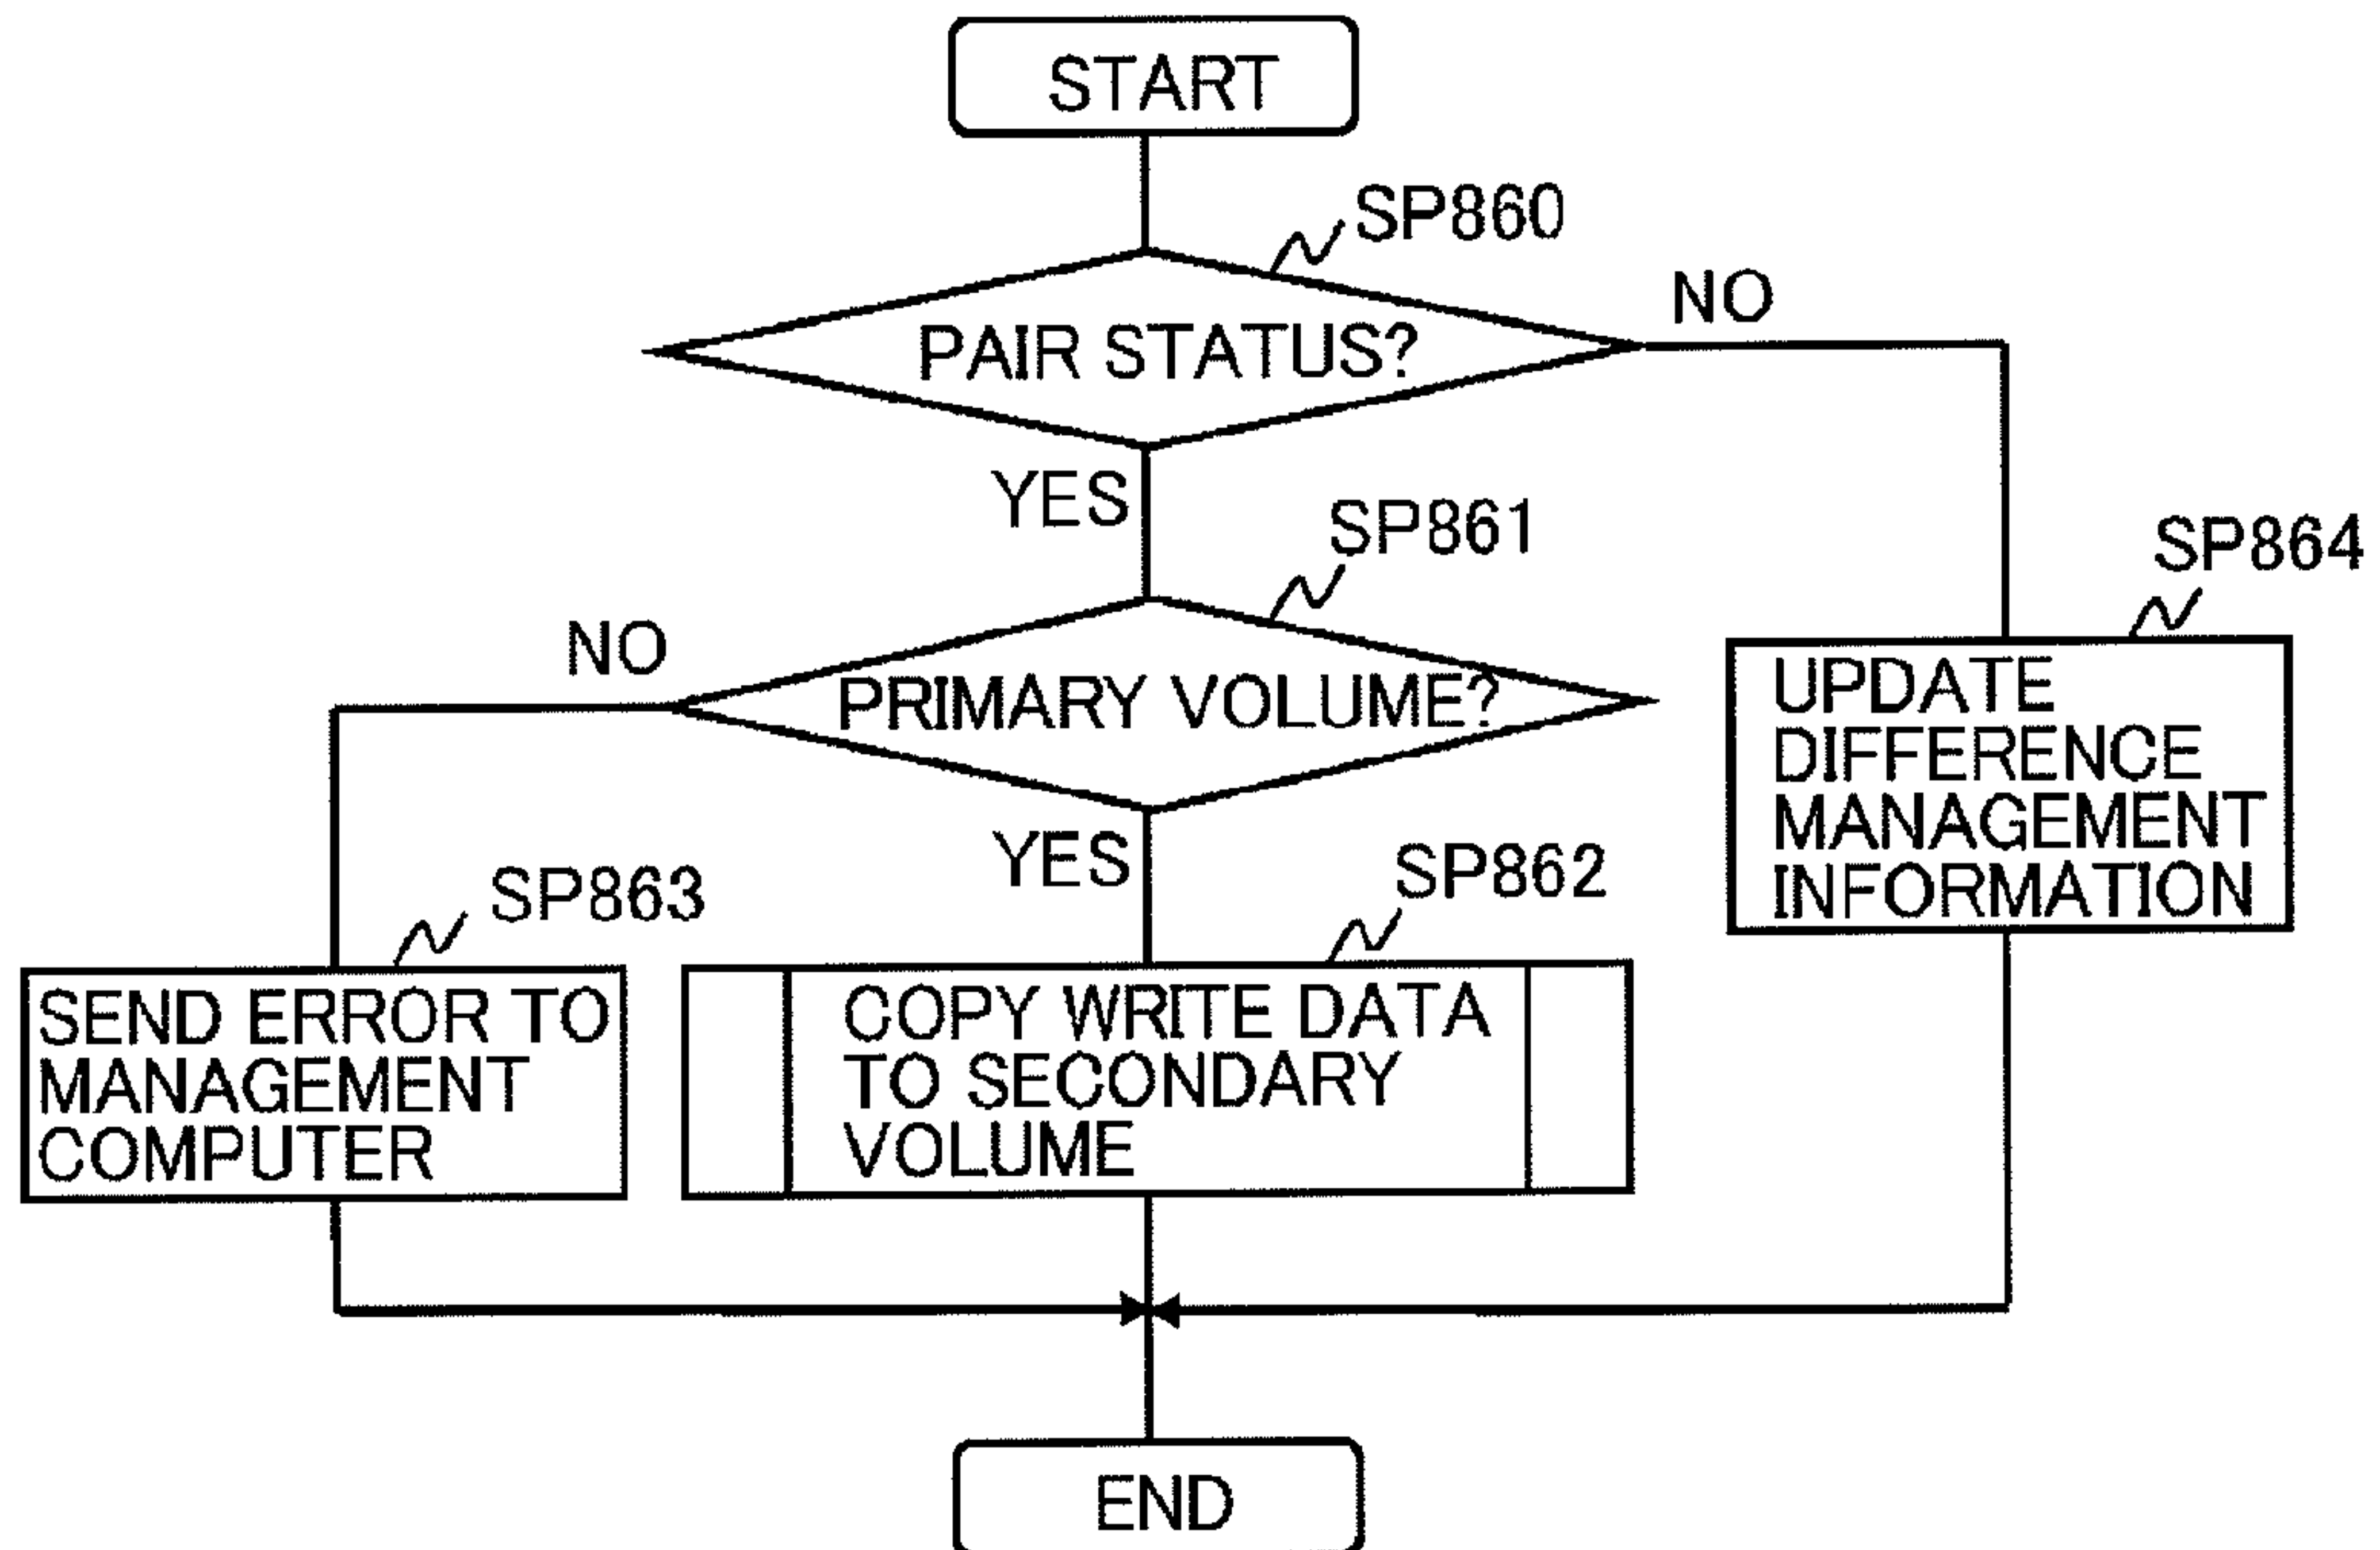 START
SP860
NO
PAIR STATUS?
YES
SP861
SP864
NO
PRIMARY VOLUME?
UPDATE
DIFFERENCE
MANAGEMENT
INFORMATION
YES
SP862
SP863
SEND ERROR TO
MANAGEMENT
COMPUTER
COPY WRITE DATA
TO SECONDARY
VOLUME
END